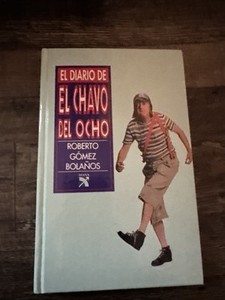 EL DIARIO DE
EL CHAVO
DEL OCHO
ROBERTO
GÓMEZ
BOLAÑOS